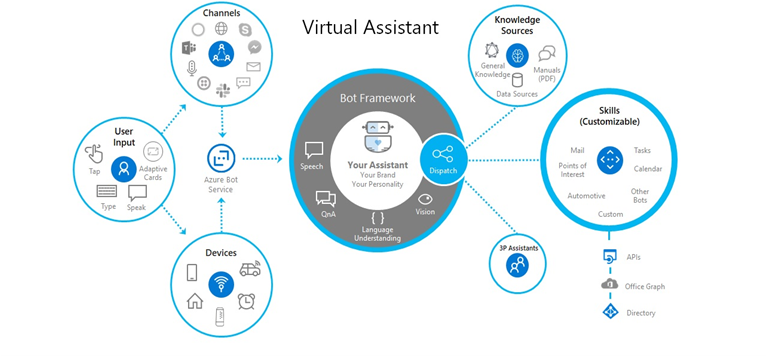 Virtual Assistant
Channels
User
Input
Tap
Adaptive
Cards
Type
Speak
Devices
Azure Bot
Service
Bot Framework
Your Assistant
Your Brand
Your Personality
Speech
QnA
{ }
Language
Understanding
Vision
Dispatch
Knowledge
Sources
General
Knowledge
Manuals
(PDF)
Data Sources
3P Assistants
Skills
(Customizable)
Mail
Tasks
Points of
Interest
Calendar
Automotive
Other
Bots
Custom
APIs
Office Graph
Directory